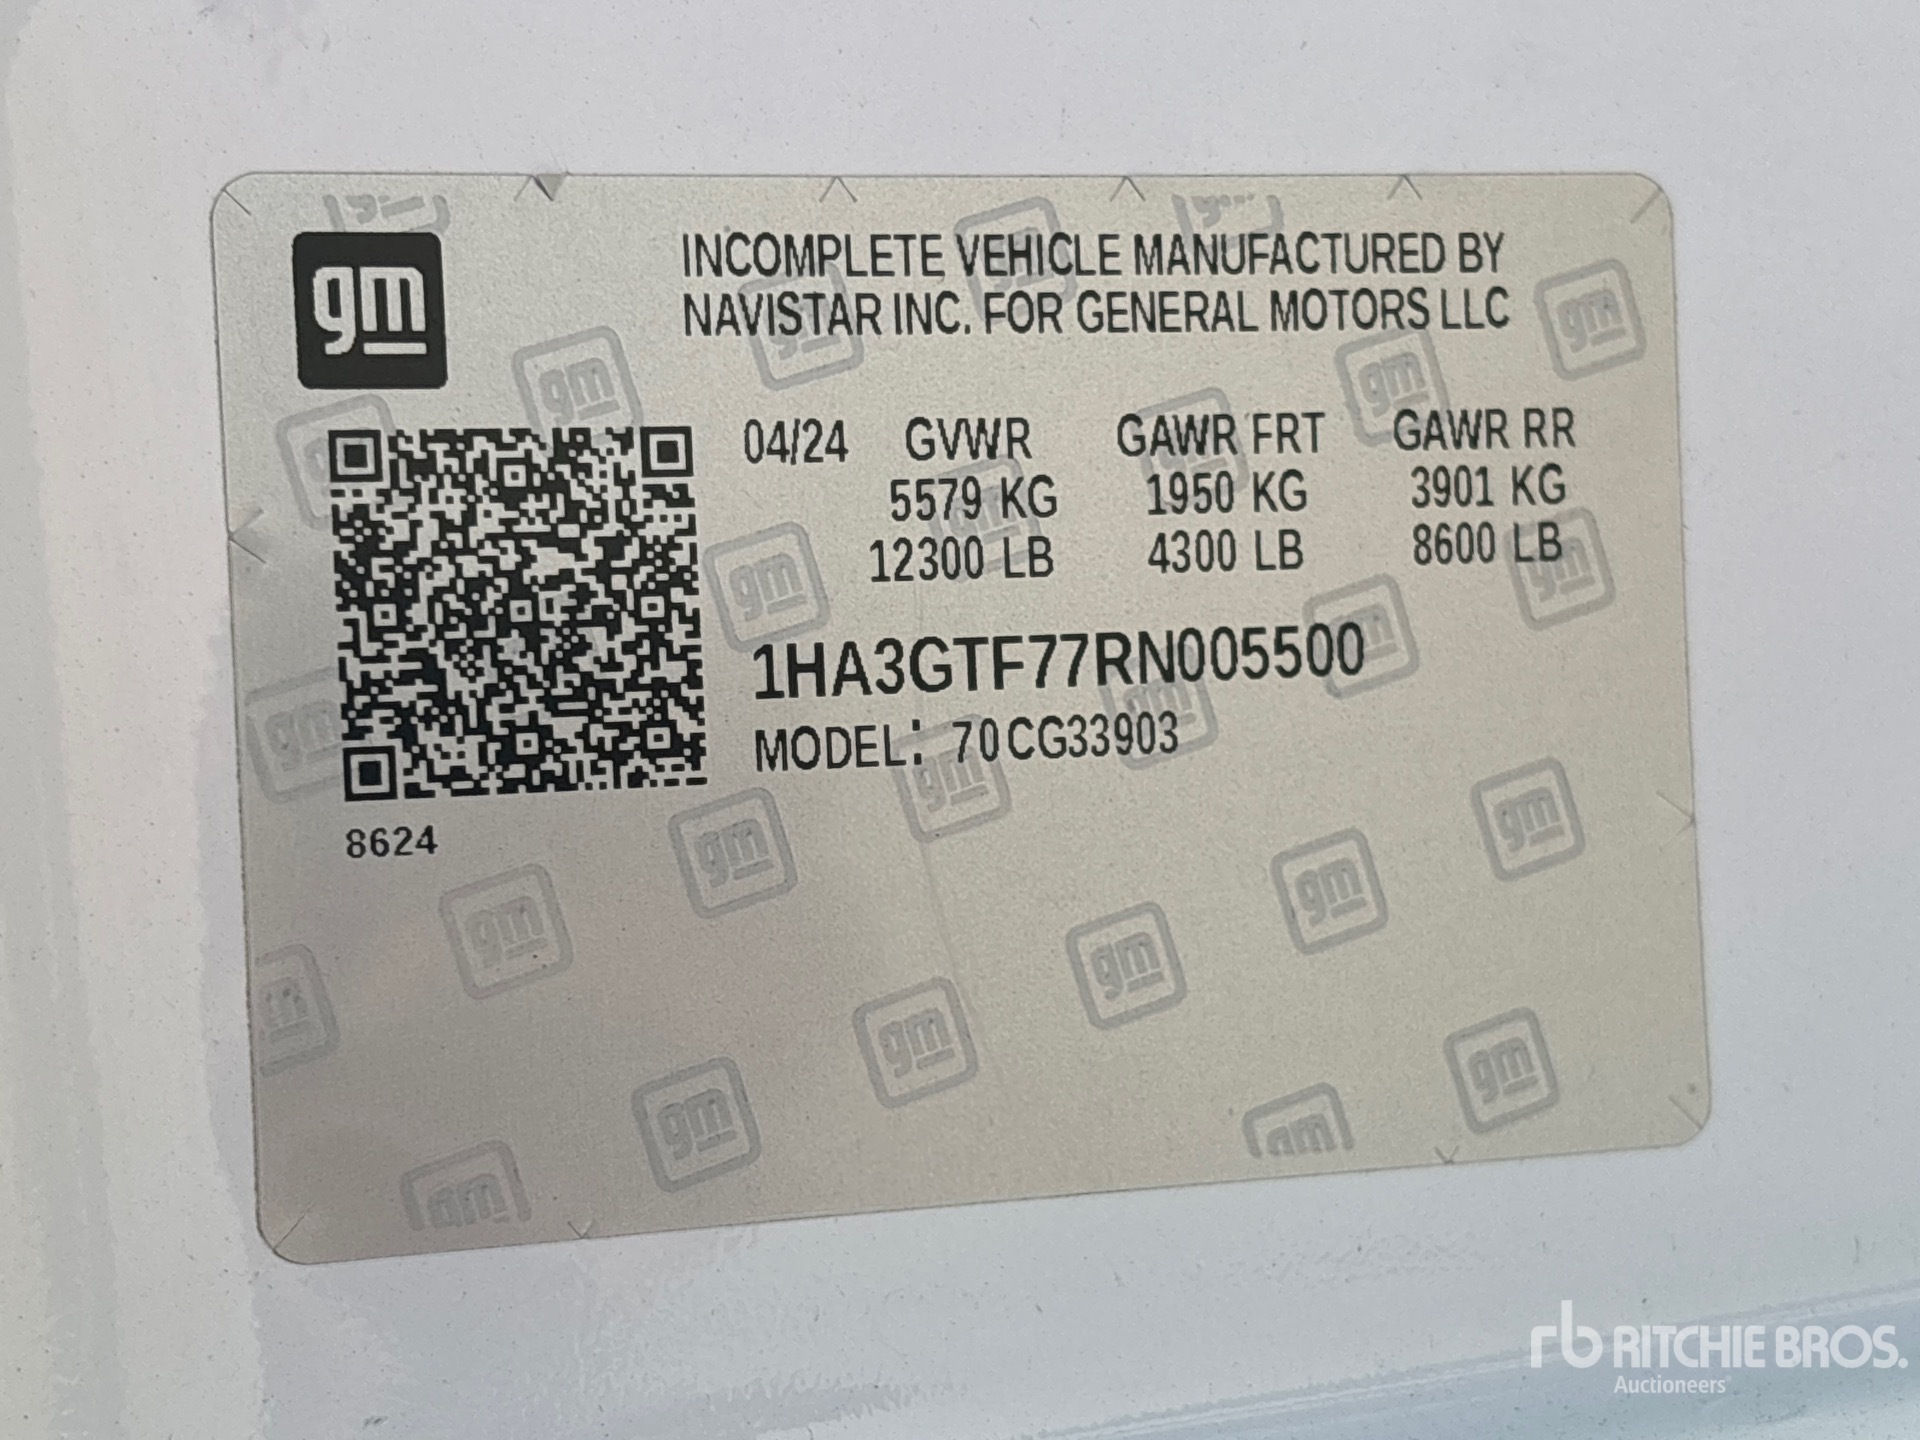 gm
INCOMPLETE VEHICLE MANUFACTURED BY
NAVISTAR INC. FOR GENERAL MOTORS LLC
04/24 GVWR GAWR FRT GAWR RR
5579 KG 1950 KG 3901 KG
12300 LB 4300 LB 8600 LB
1HA3GTF77RN005500
MODEL: 70CG33903
8624
rb RITCHIE BROS.
Auctioneers